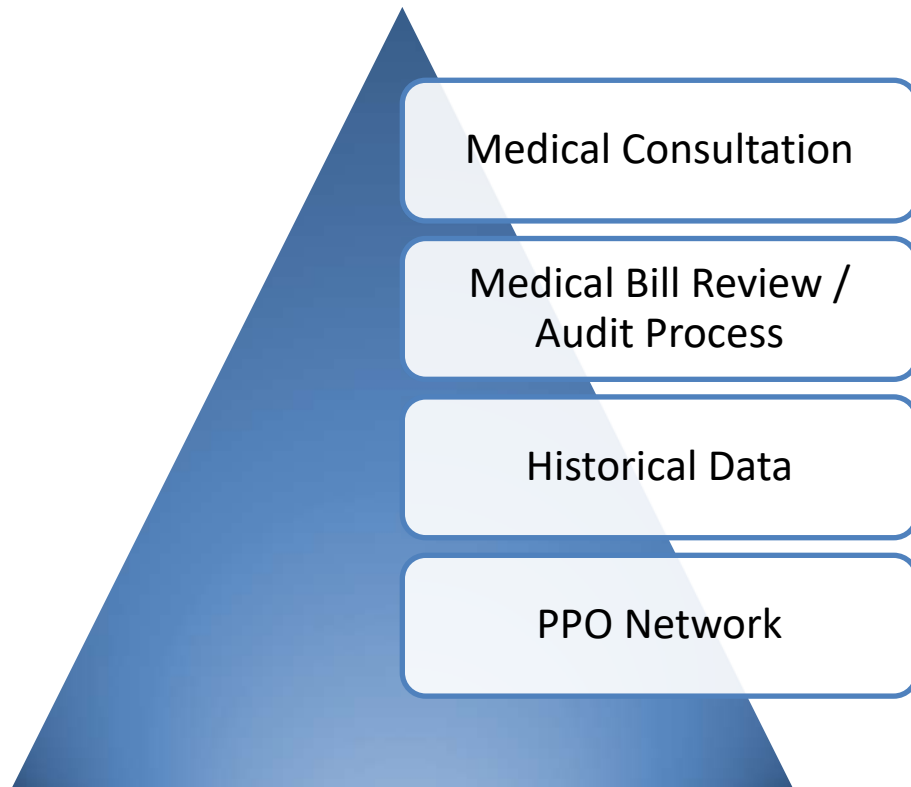 Medical Consultation
Medical Bill Review /
Audit Process
Historical Data
PPO Network